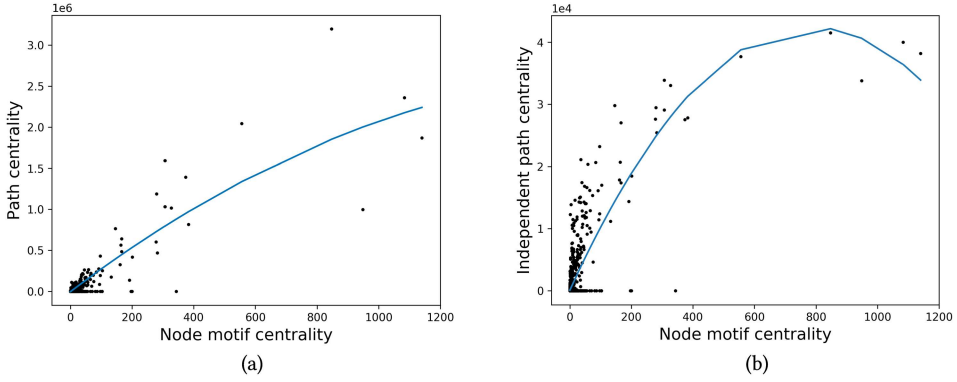 1e6
3.0
2.5
2.0
1.5
1.0
0.5
0.0
Path centrality
0 200 400 600 800 1000 1200
Node motif centrality
(a)
1e4
4
3
2
1
0
Independent path centrality
0 200 400 600 800 1000 1200
Node motif centrality
(b)